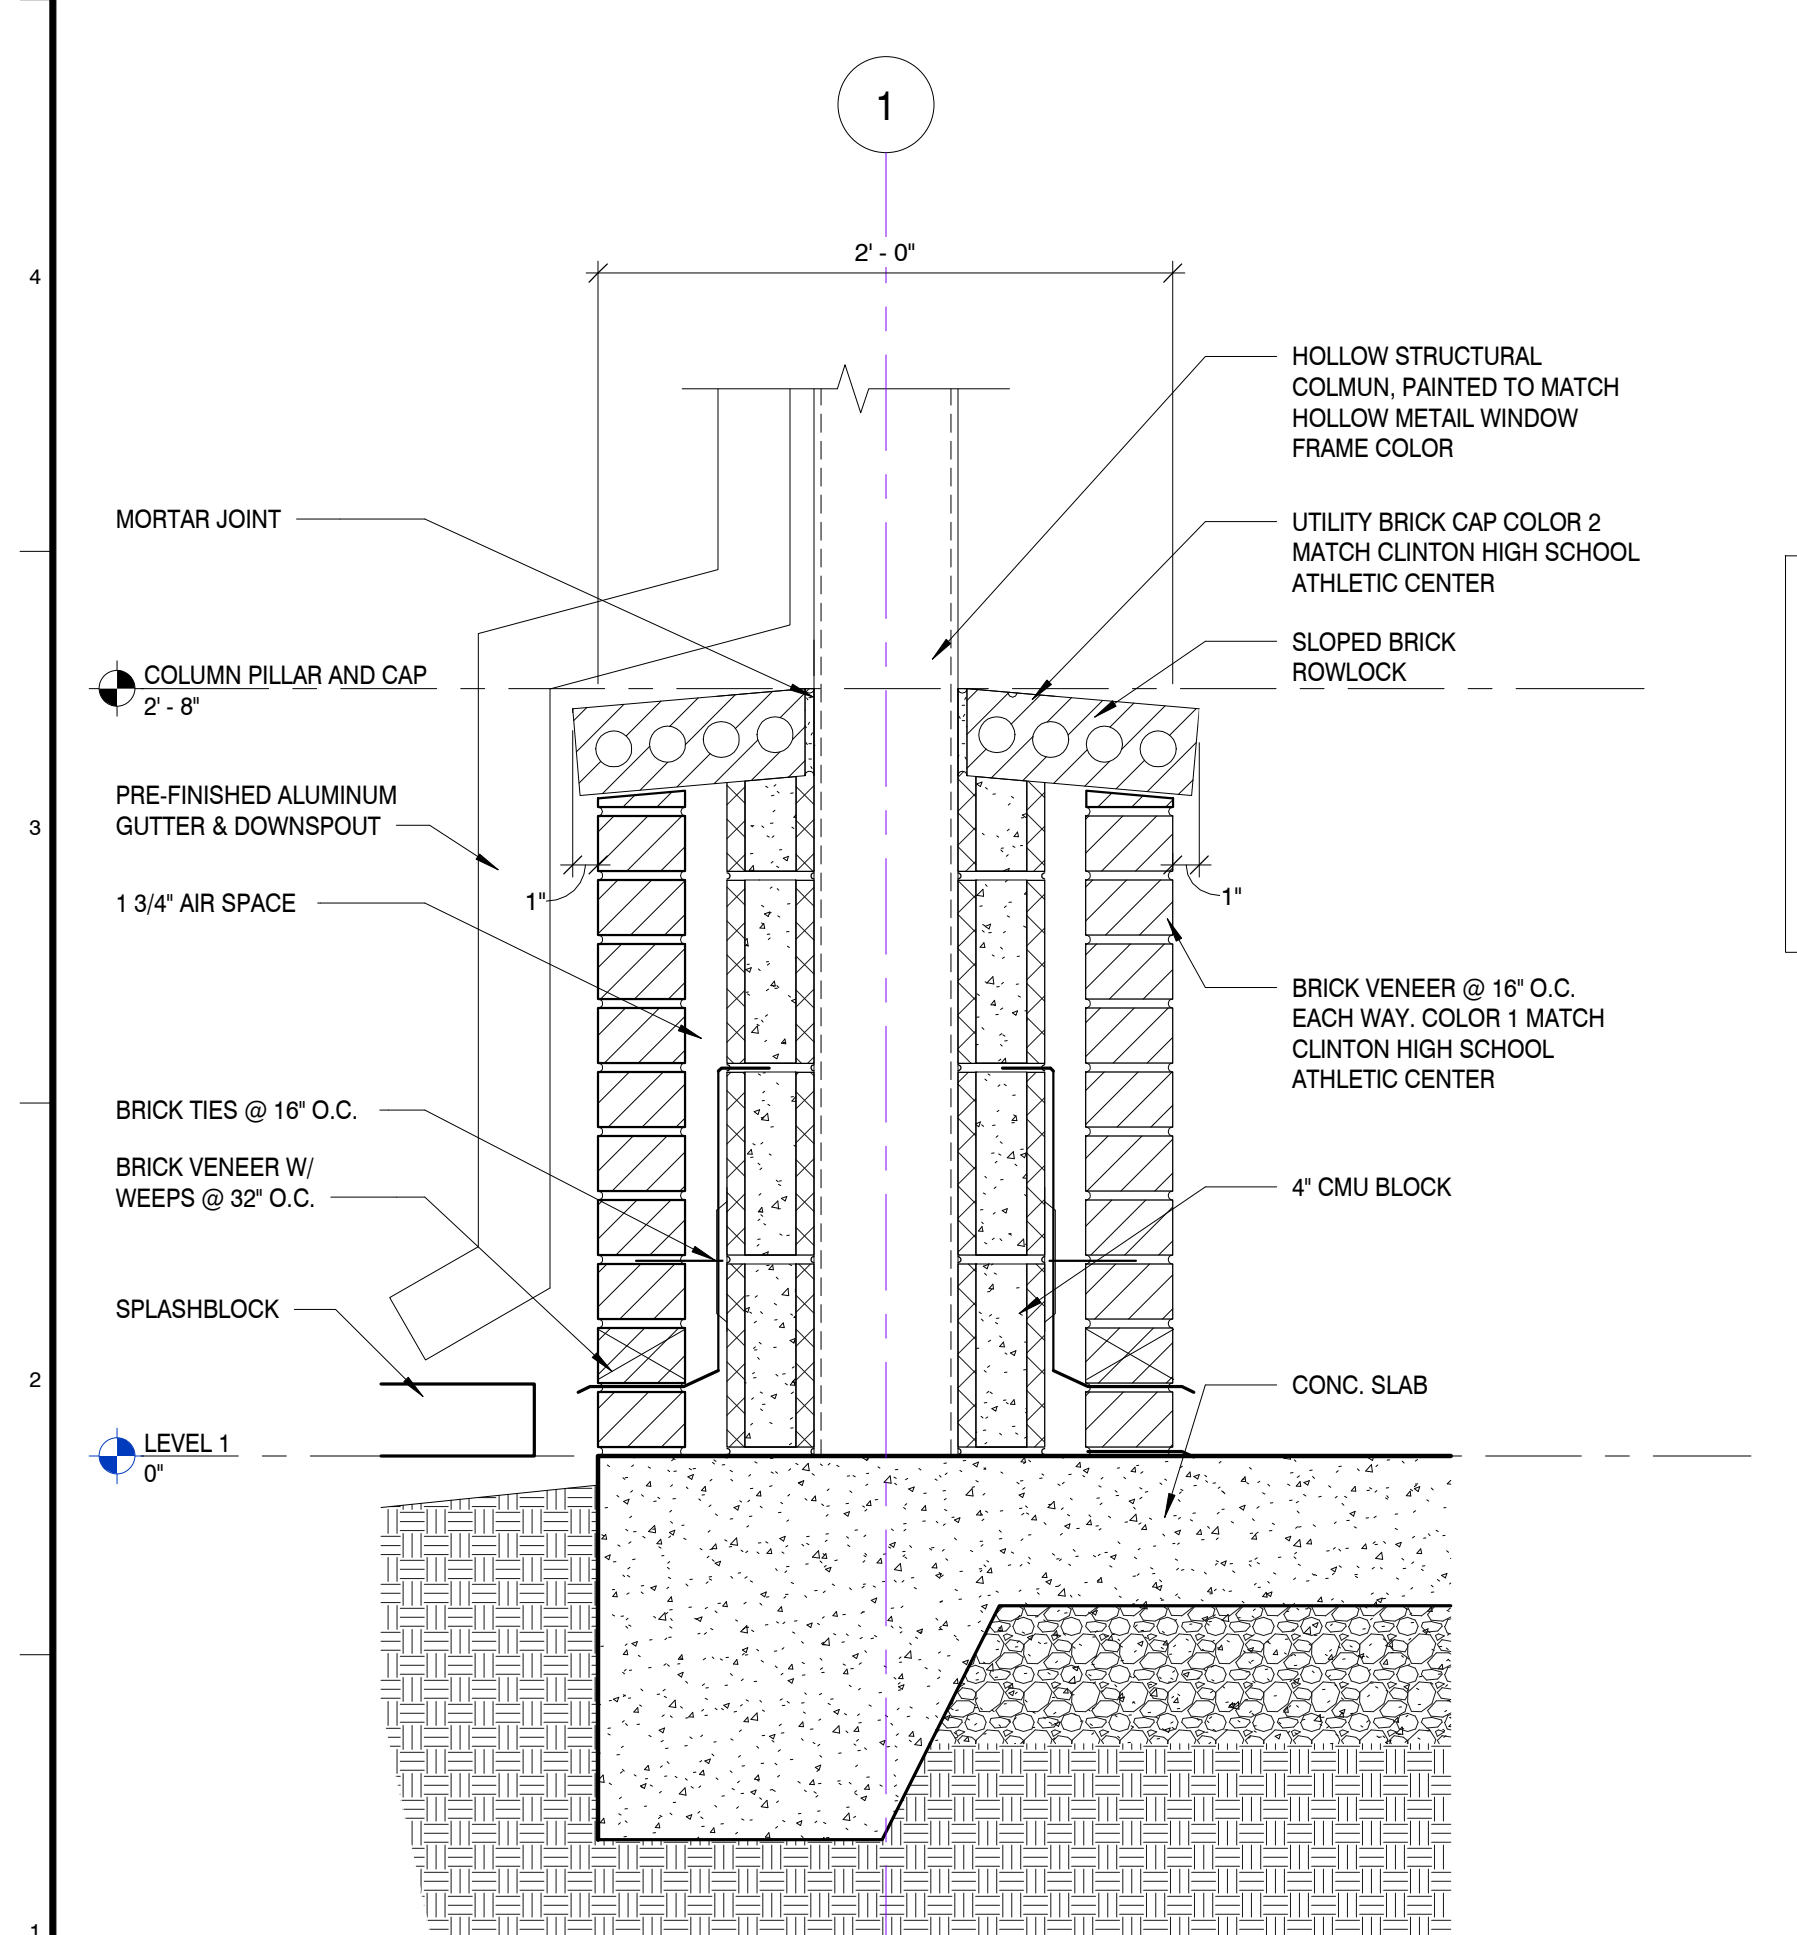 1
2' - 0"
4
HOLLOW STRUCTURAL
COLMUN, PAINTED TO MATCH
HOLLOW METAIL WINDOW
FRAME COLOR
MORTAR JOINT
UTILITY BRICK CAP COLOR 2
MATCH CLINTON HIGH SCHOOL
ATHLETIC CENTER
SLOPED BRICK
ROWLOCK
COLUMN PILLAR AND CAP
2' - 8"
PRE-FINISHED ALUMINUM
GUTTER & DOWNSPOUT
3
1"
1"
1 3/4" AIR SPACE
BRICK VENEER @ 16" O.C.
EACH WAY. COLOR 1 MATCH
CLINTON HIGH SCHOOL
ATHLETIC CENTER
BRICK TIES @ 16" O.C.
BRICK VENEER W/
WEEPS @ 32" O.C.
4" CMU BLOCK
SPLASHBLOCK
2
CONC. SLAB
LEVEL 1
0"
1